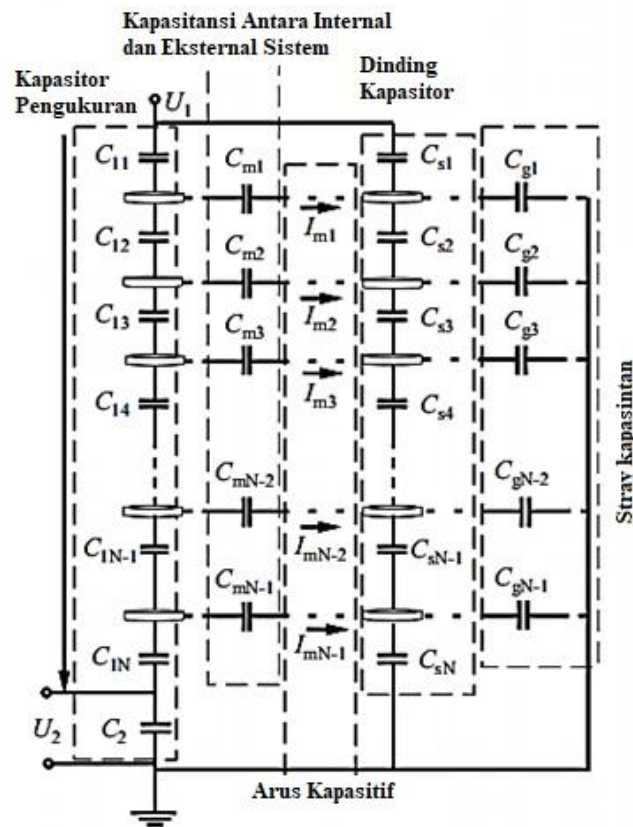 Kapasitansi Antara Internal
dan Eksternal Sistem
Kapasitor
Pengukuran
U1
Dinding
Kapasitor
C11
Cm1
Cs1
Cg1
Im1
C12
Cm2
Cs2
Cg2
Im2
C13
Cm3
Cs3
Cg3
Im3
C14
Cs4
CmN-2
CgN-2
ImN-2
C1N-1
CsN-1
CmN-1
CgN-1
ImN-1
C1N
CsN
U2
C2
Arus Kapasitif
Strav kapasintan